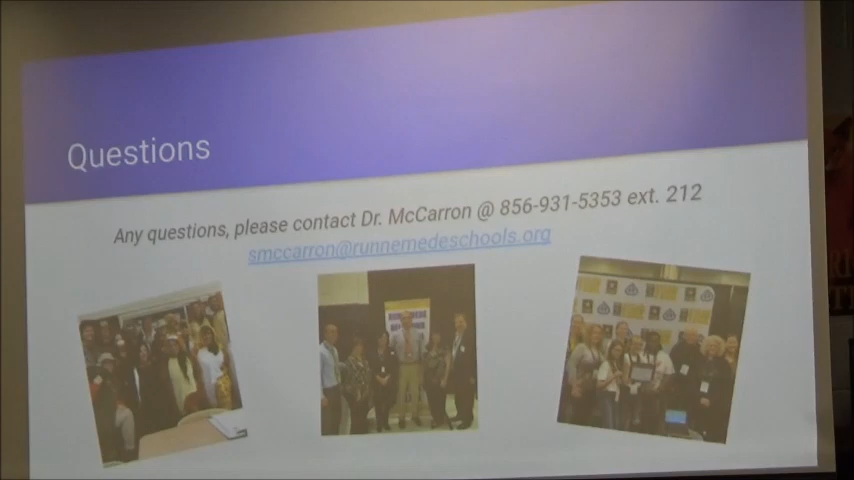 Questions
Any questions, please contact Dr. McCarron @ 856-931-5353 ext. 212
smccarron@runnemedeschools.org